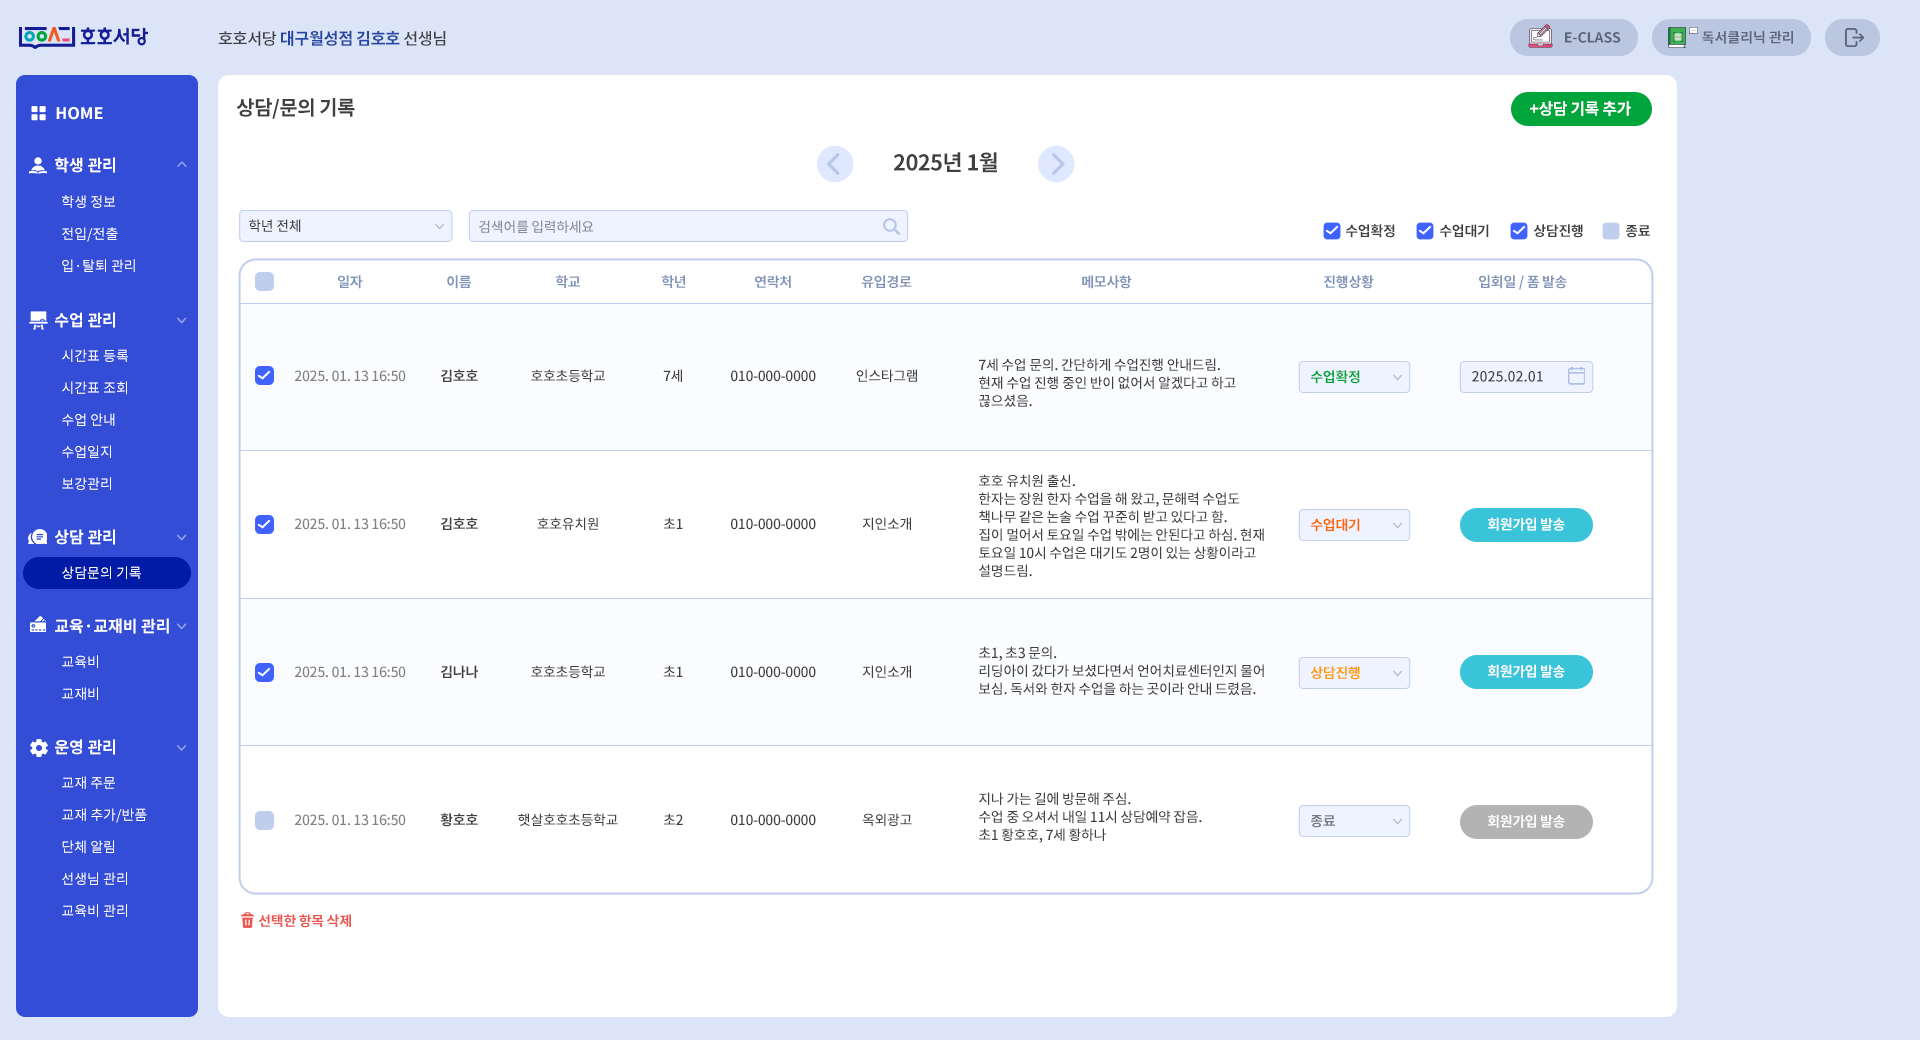 호호서당
호호서당 대구월성점 김호호 선생님
E-CLASS
독서클리닉 관리
HOME
학생 관리
학생 정보
전입/전출
입·탈퇴 관리
수업 관리
시간표 등록
시간표 조회
수업 안내
수업일지
보강관리
상담 관리
상담문의 기록
교육·교재비 관리
교육비
교재비
운영 관리
교재 주문
교재 추가/반품
단체 알림
선생님 관리
교육비 관리
상담/문의 기록
+상담 기록 추가
2025년 1월
학년 전체
검색어를 입력하세요
수업확정
수업대기
상담진행
종료
일자 이름 학교 학년 연락처 유입경로 메모사항 진행상황 입회일 / 폼 발송
2025. 01. 13 16:50 김호호 호호초등학교 7세 010-000-0000 인스타그램
7세 수업 문의. 간단하게 수업진행 안내드림.
현재 수업 진행 중인 반이 없어서 알겠다고 하고
끊으셨음.
수업확정
2025.02.01
2025. 01. 13 16:50 김호호 호호유치원 초1 010-000-0000 지인소개
호호 유치원 출신.
한자는 장원 한자 수업을 해 왔고, 문해력 수업도
책나무 같은 논술 수업 꾸준히 받고 있다고 함.
집이 멀어서 토요일 수업 밖에는 안된다고 하심. 현재
토요일 10시 수업은 대기도 2명이 있는 상황이라고
설명드림.
수업대기
회원가입 발송
2025. 01. 13 16:50 김나나 호호초등학교 초1 010-000-0000 지인소개
초1, 초3 문의.
리딩아이 갔다가 보셨다면서 언어치료센터인지 물어
보심. 독서와 한자 수업을 하는 곳이라 안내 드렸음.
상담진행
회원가입 발송
2025. 01. 13 16:50 황호호 햇살호호초등학교 초2 010-000-0000 옥외광고
지나 가는 길에 방문해 주심.
수업 중 오셔서 내일 11시 상담예약 잡음.
초1 황호호, 7세 황하나
종료
회원가입 발송
선택한 항목 삭제